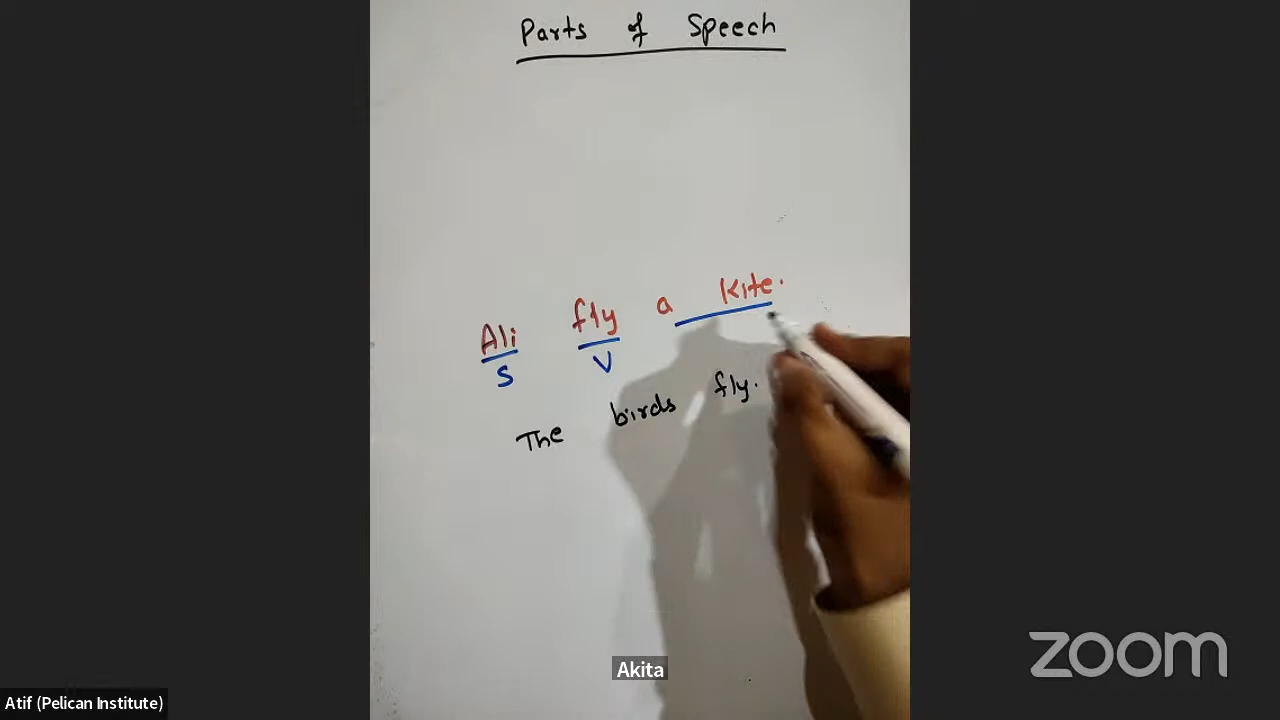 Parts of Speech
Ali fly a kite.
S V
The birds fly.
Akita
Atif (Pelican Institute)
zoom